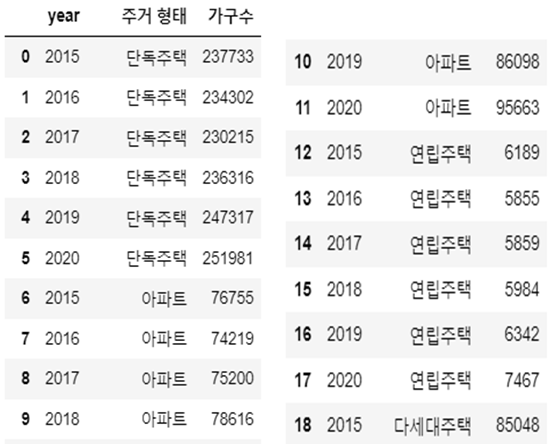 year 주거 형태 가구수
0 2015 단독주택 237733
1 2016 단독주택 234302
2 2017 단독주택 230215
3 2018 단독주택 236316
4 2019 단독주택 247317
5 2020 단독주택 251981
6 2015 아파트 76755
7 2016 아파트 74219
8 2017 아파트 75200
9 2018 아파트 78616
10 2019 아파트 86098
11 2020 아파트 95663
12 2015 연립주택 6189
13 2016 연립주택 5855
14 2017 연립주택 5859
15 2018 연립주택 5984
16 2019 연립주택 6342
17 2020 연립주택 7467
18 2015 다세대주택 85048